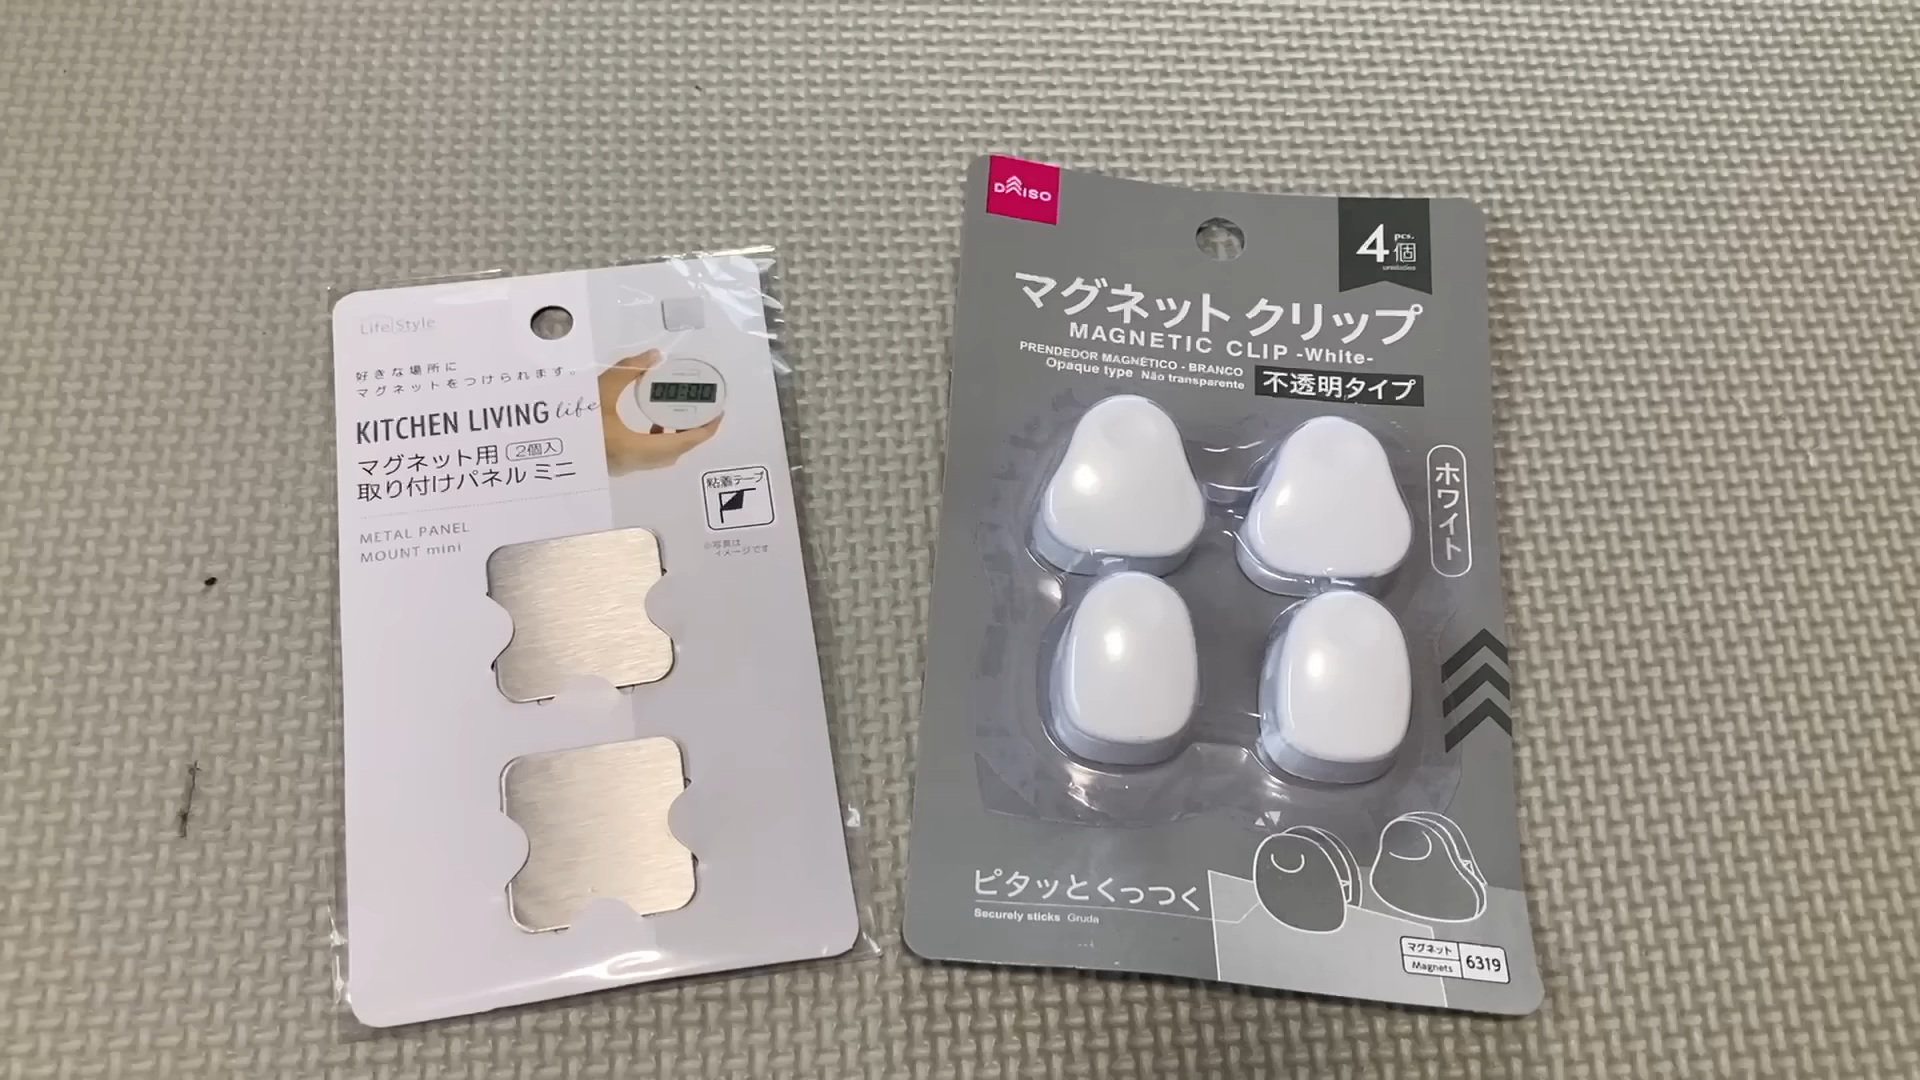 Life Style
好きな場所に
マグネットをつけられます。
KITCHEN LIVING life
マグネット用 2個入
取り付けパネル ミニ
METAL PANEL
MOUNT mini
00:00
粘着テープ
※写真は
イメージです
DAISO
4 pcs. 個
unidades
マグネット クリップ
MAGNETIC CLIP -White-
PRENDEDOR MAGNÉTICO - BRANCO
Opaque type Não transparente
不透明タイプ
ホワイト
ピタッとくっつく
Securely sticks Gruda
マグネット
Magnets
6319